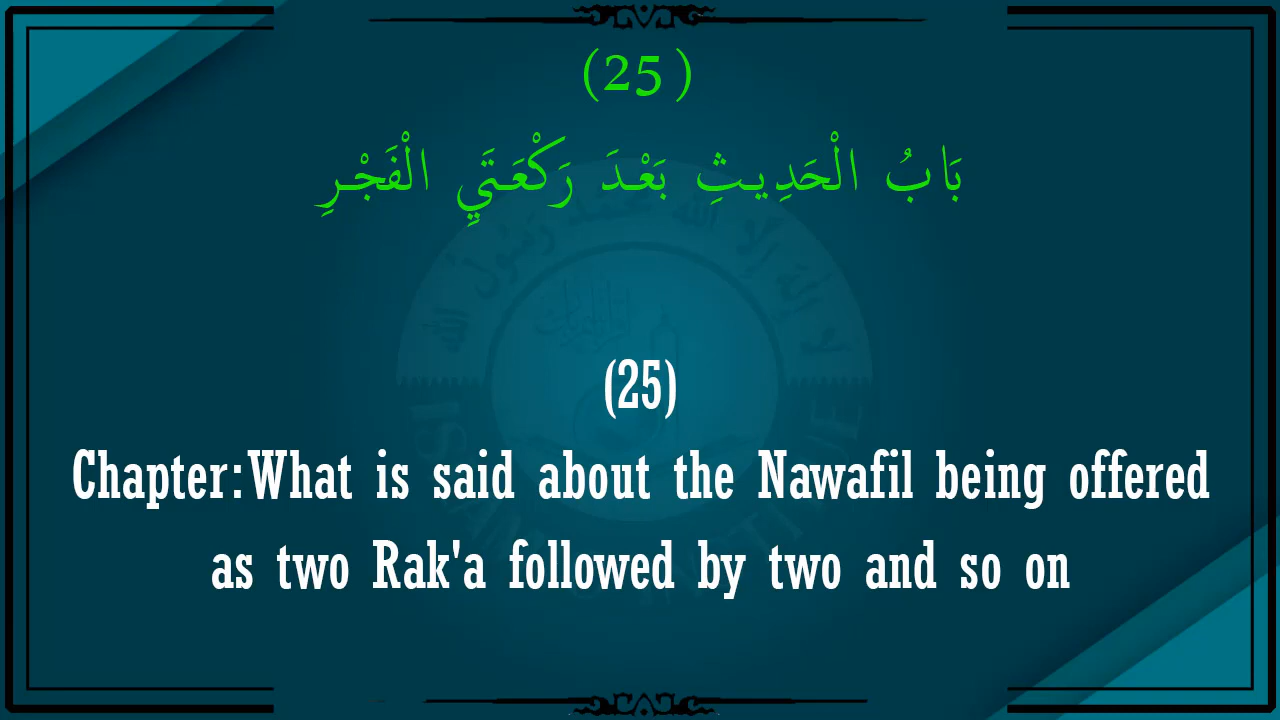 (25)
بَابُ الْحَدِيثِ بَعْدَ رَكْعَتَيِ الْفَجْرِ
(25)
Chapter:What is said about the Nawafil being offered
as two Rak'a followed by two and so on